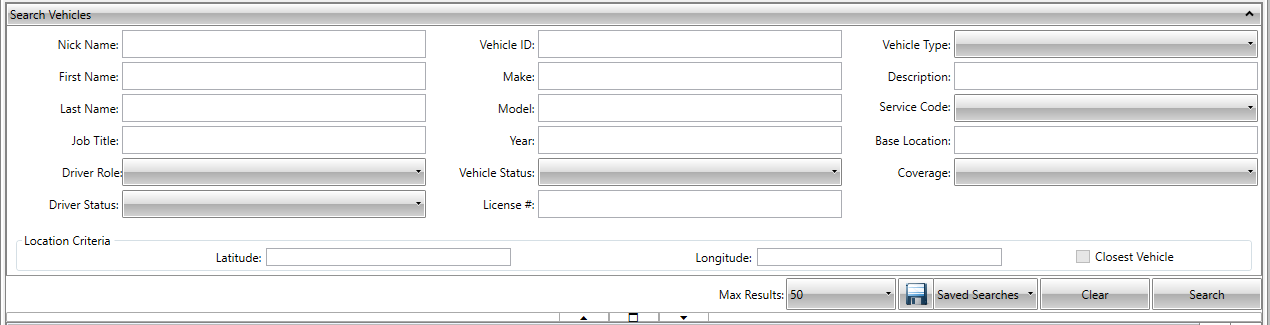 Search Vehicles
Nick Name: Vehicle ID: Vehicle Type:
First Name: Make: Description:
Last Name: Model: Service Code:
Job Title: Year: Base Location:
Driver Role: Vehicle Status: Coverage:
Driver Status: License #:
Location Criteria
Latitude: Longitude: Closest Vehicle
Max Results: 50 Saved Searches Clear Search